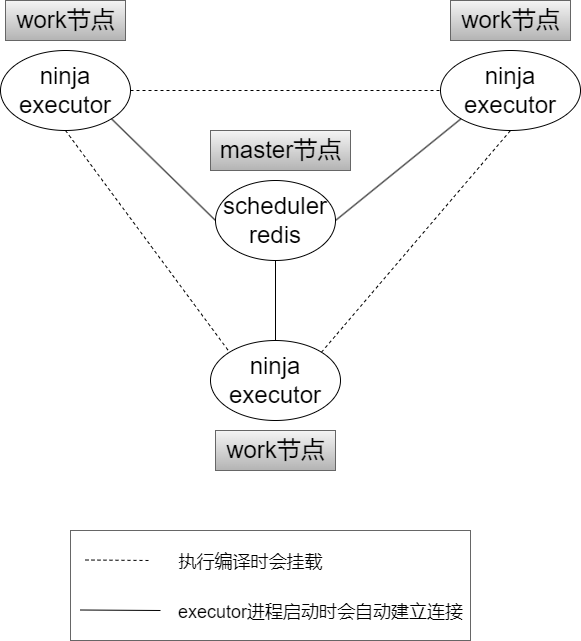 work节点
work节点
ninja
executor
ninja
executor
master节点
scheduler
redis
ninja
executor
work节点
执行编译时会挂载
executor进程启动时会自动建立连接